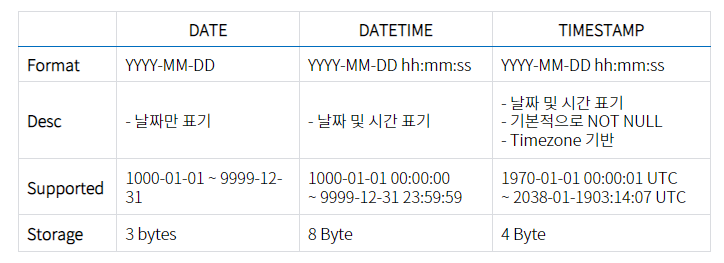 DATE DATETIME TIMESTAMP
Format YYYY-MM-DD YYYY-MM-DD hh:mm:ss YYYY-MM-DD hh:mm:ss
Desc - 날짜만 표기 - 날짜 및 시간 표기 - 날짜 및 시간 표기
- 기본적으로 NOT NULL
- Timezone 기반
Supported 1000-01-01 ~ 9999-12-
31
1000-01-01 00:00:00
~ 9999-12-31 23:59:59
1970-01-01 00:00:01 UTC
~ 2038-01-1903:14:07 UTC
Storage 3 bytes 8 Byte 4 Byte